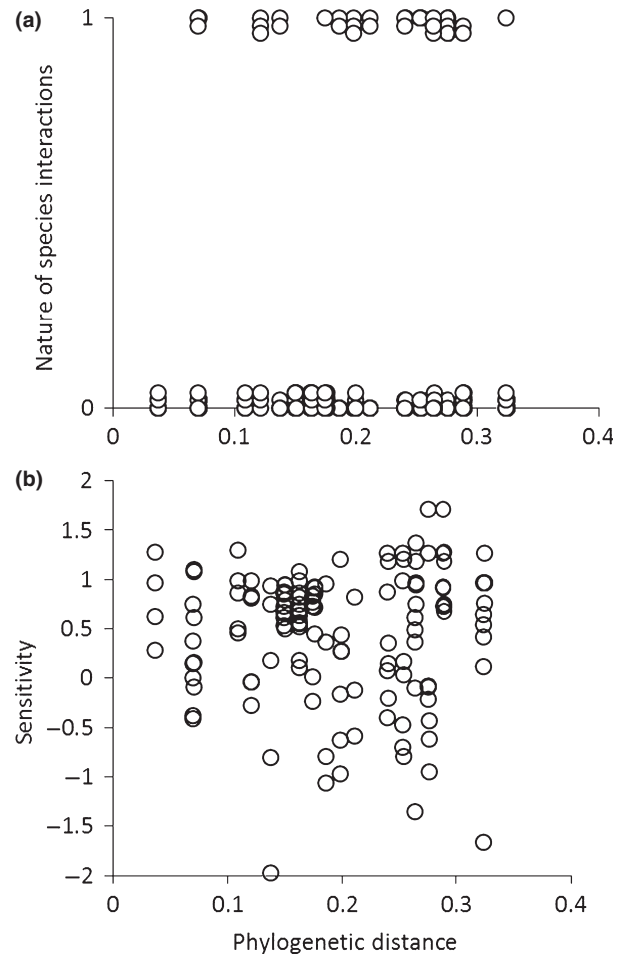 (a)
Nature of species interactions
1
0
0 0.1 0.2 0.3 0.4
(b)
Sensitivity
2
1.5
1
0.5
0
−0.5
−1
−1.5
−2
0 0.1 0.2 0.3 0.4
Phylogenetic distance